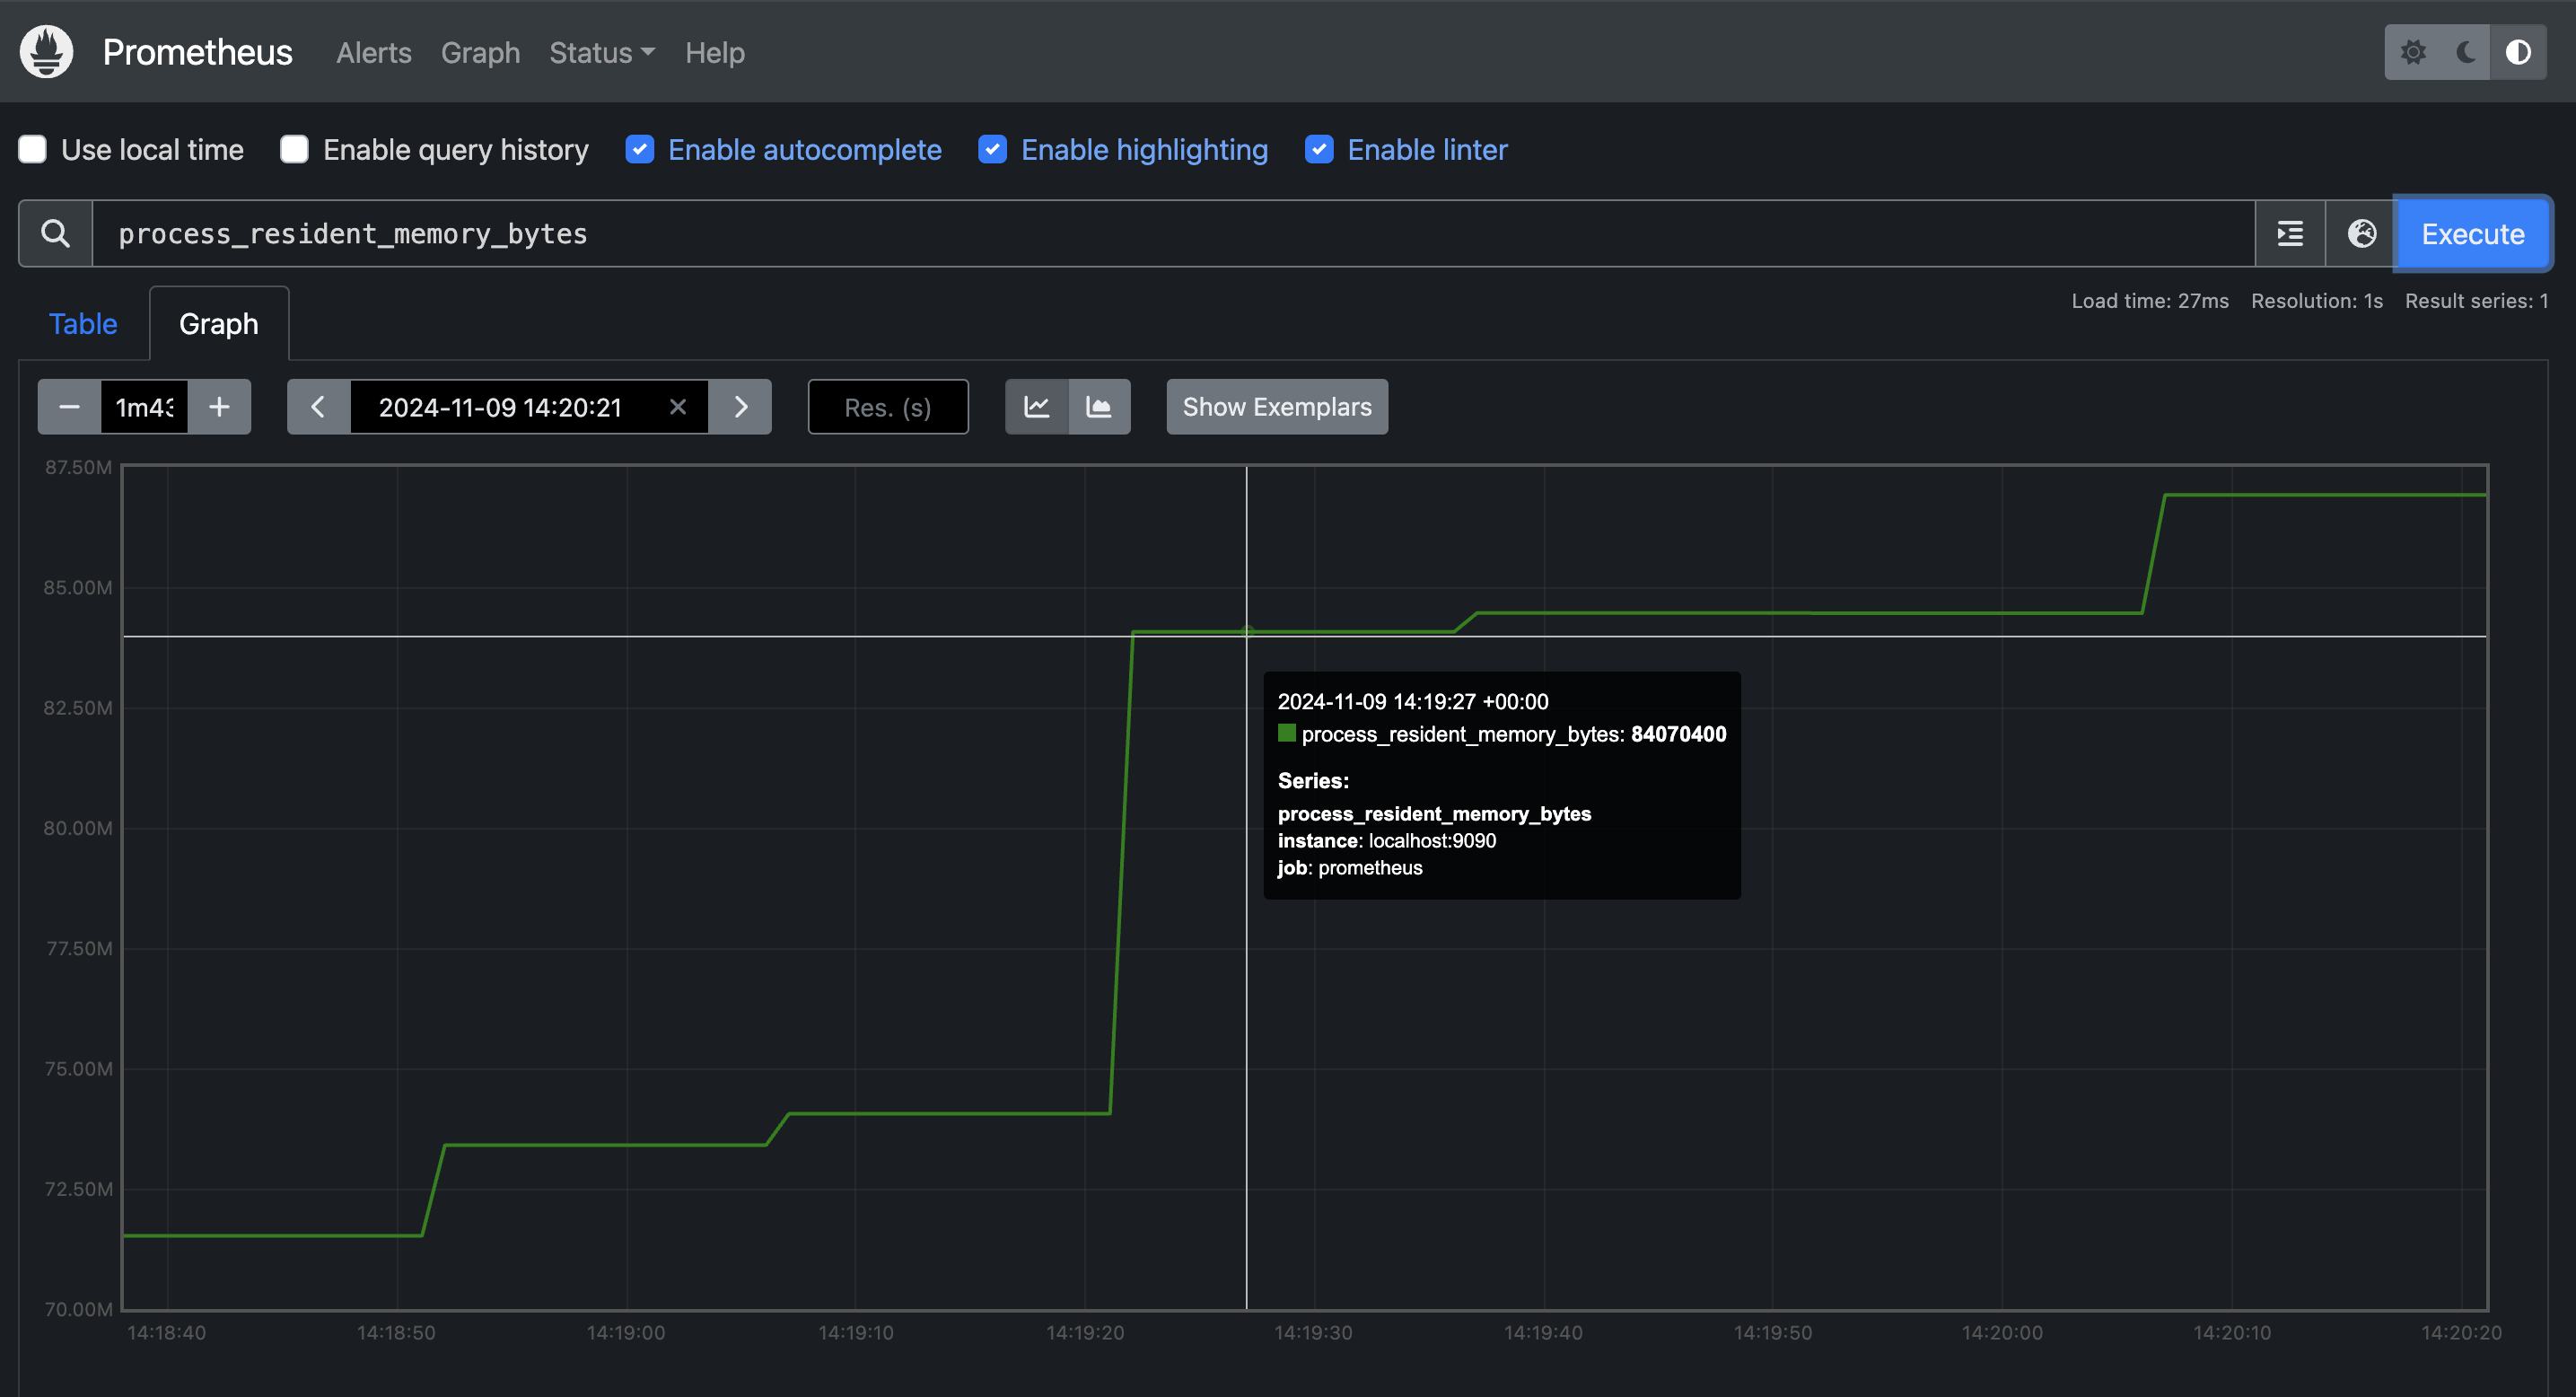 Prometheus Alerts Graph Status Help
Use local time Enable query history Enable autocomplete Enable highlighting Enable linter
process_resident_memory_bytes Execute
Load time: 27ms Resolution: 1s Result series: 1
Table Graph
1m43 2024-11-09 14:20:21 Res. (s) Show Exemplars
87.50M
85.00M
82.50M
80.00M
77.50M
75.00M
72.50M
70.00M
2024-11-09 14:19:27 +00:00
process_resident_memory_bytes: 84070400
Series:
process_resident_memory_bytes
instance: localhost:9090
job: prometheus
14:18:40 14:18:50 14:19:00 14:19:10 14:19:20 14:19:30 14:19:40 14:19:50 14:20:00 14:20:10 14:20:20